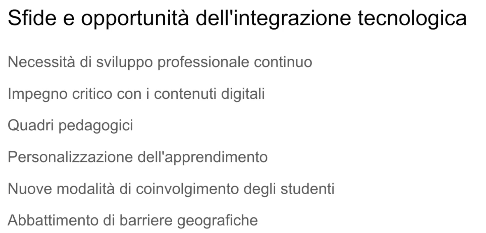 Sfide e opportunità dell'integrazione tecnologica
Necessità di sviluppo professionale continuo
Impegno critico con i contenuti digitali
Quadri pedagogici
Personalizzazione dell'apprendimento
Nuove modalità di coinvolgimento degli studenti
Abbattimento di barriere geografiche